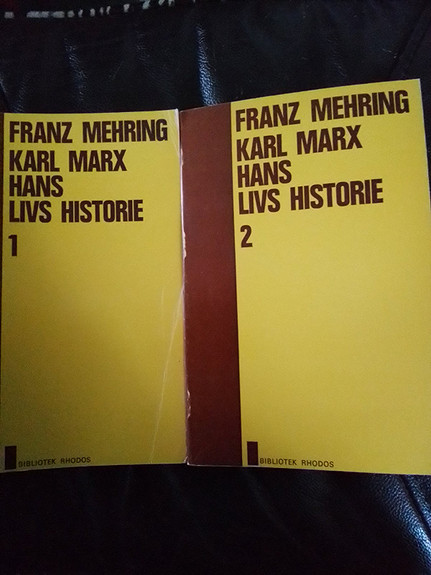 FRANZ MEHRING
KARL MARX
HANS
LIVS HISTORIE
1
BIBLIOTEK RHODOS
FRANZ MEHRING
KARL MARX
HANS
LIVS HISTORIE
2
BIBLIOTEK RHODOS